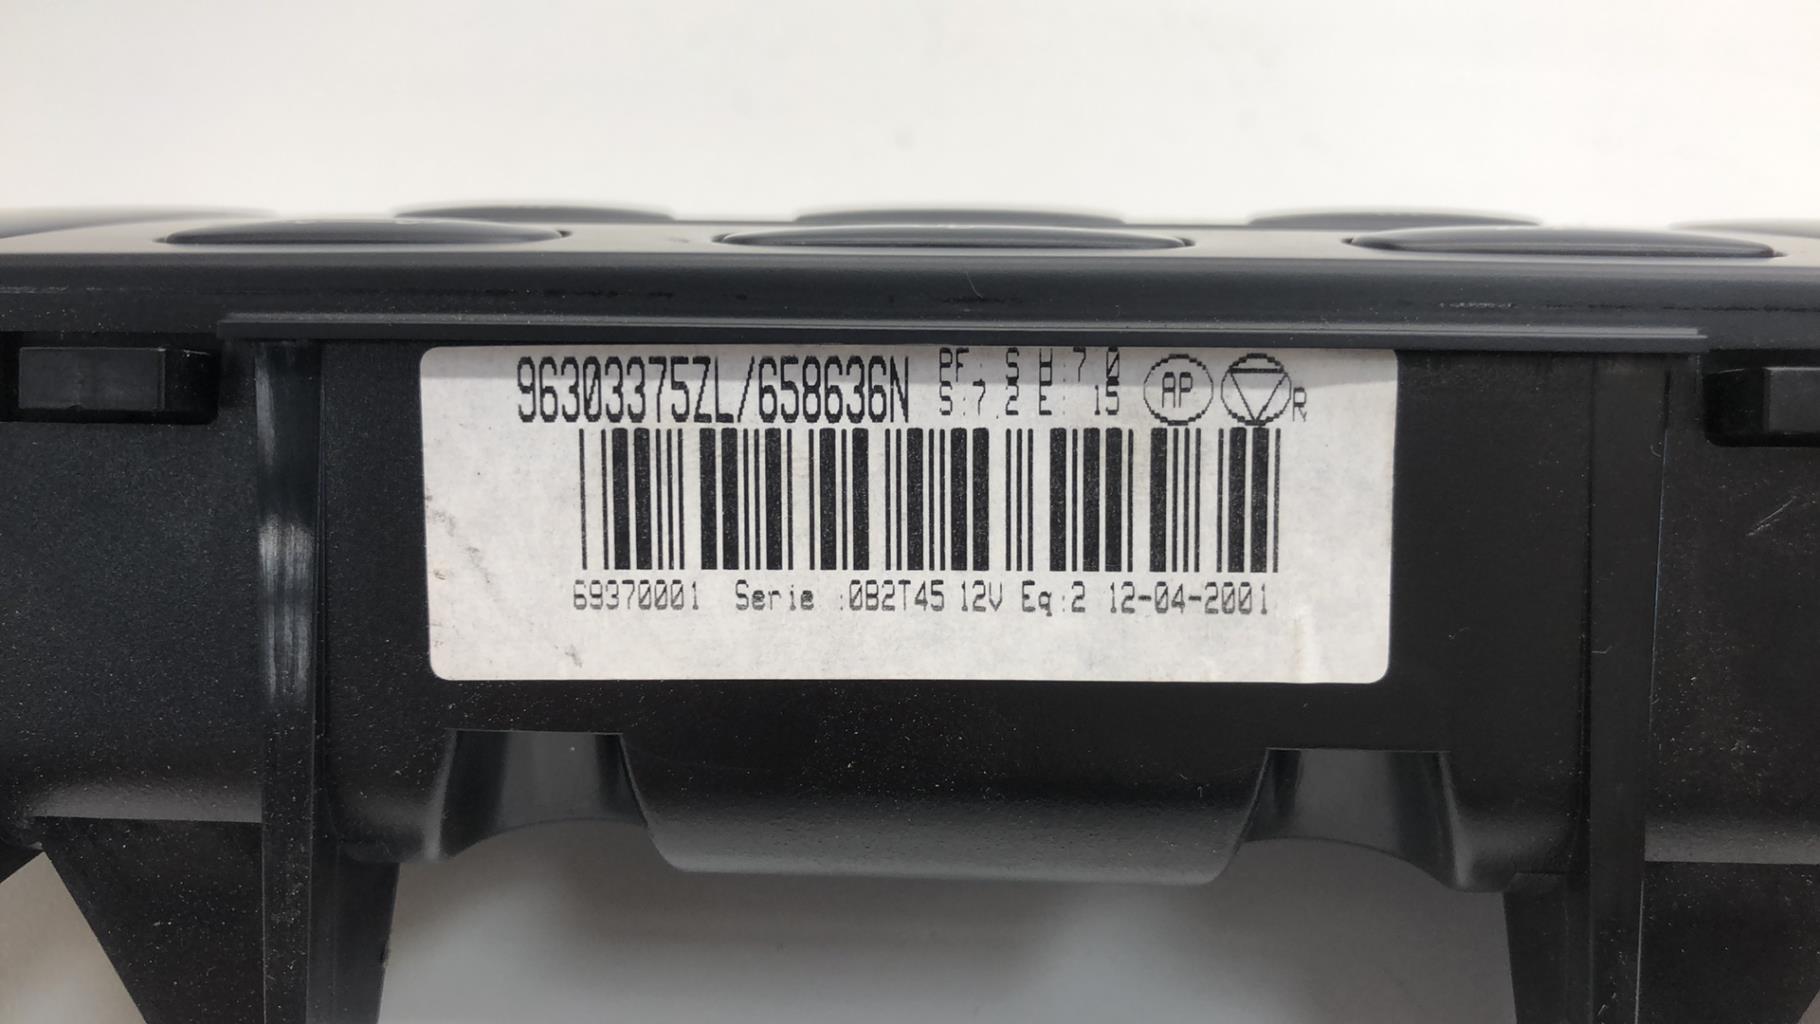 96303375ZL/658636N PF: S H:7.0
S:7.2 E: 15 AP R
69370001 Serie :0B2T45 12V Eq:2 12-04-2001